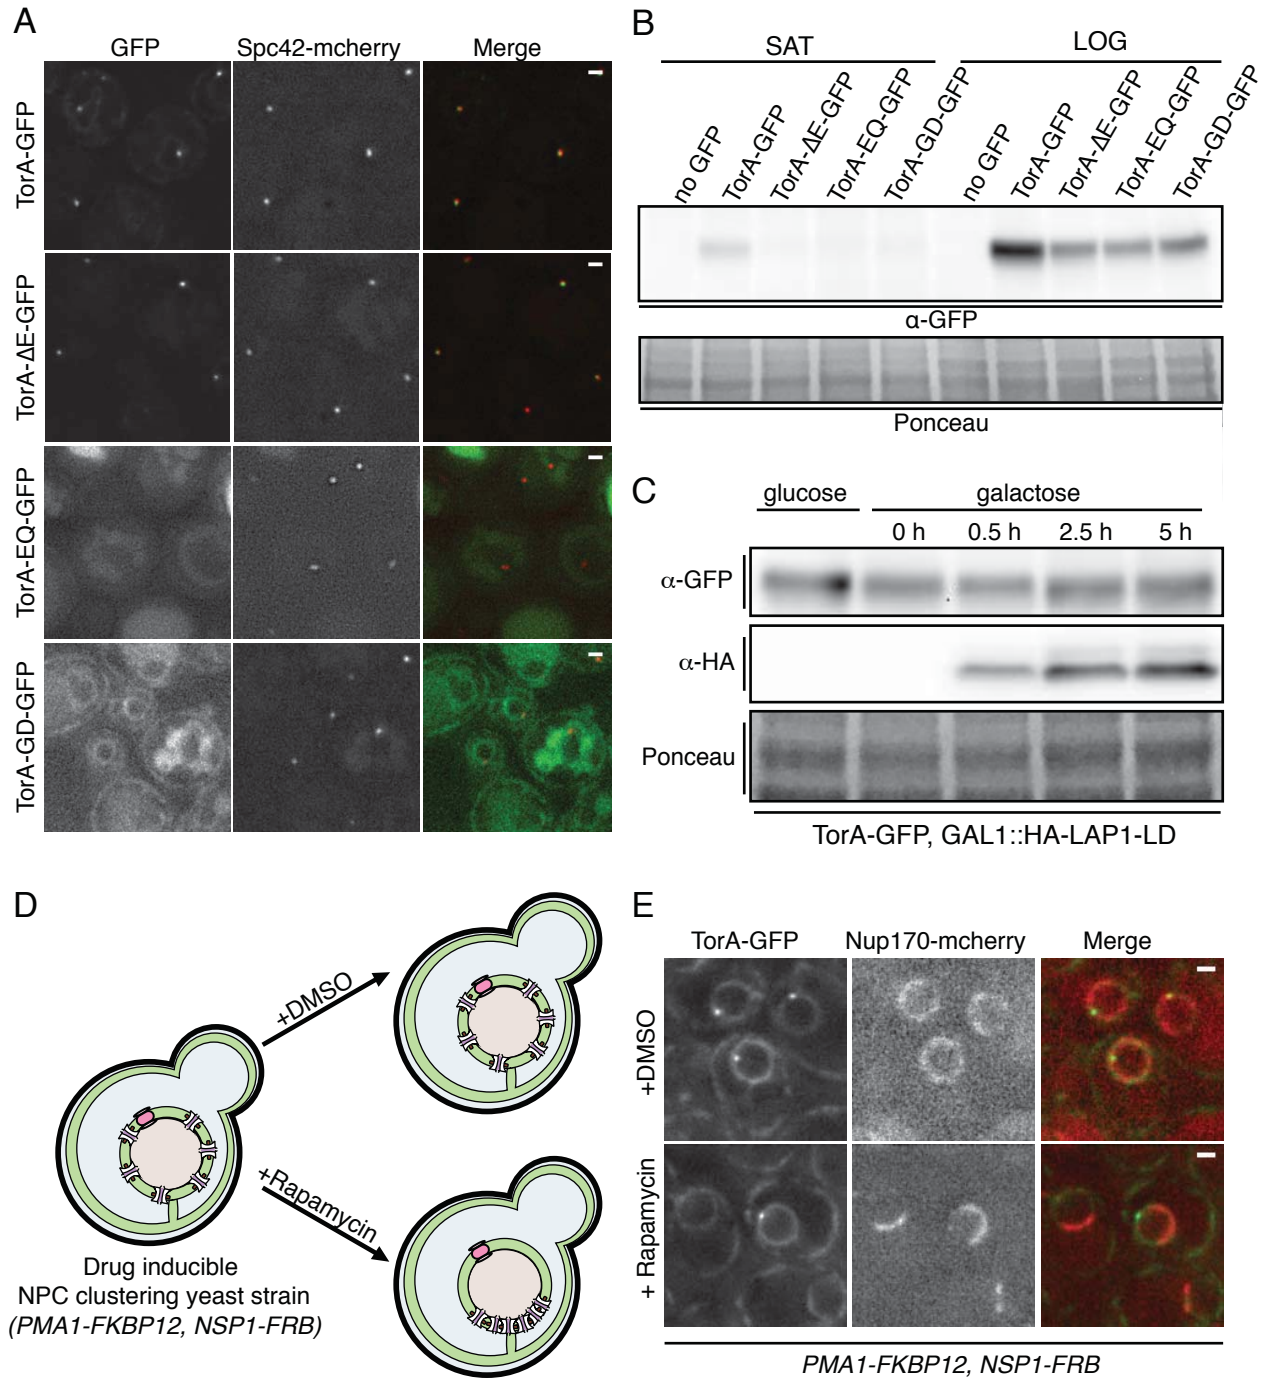 A
GFP
Spc42-mcherry
Merge
TorA-GFP
TorA-ΔE-GFP
TorA-EQ-GFP
TorA-GD-GFP
B
SAT
LOG
no GFP
TorA-GFP
TorA-ΔE-GFP
TorA-EQ-GFP
TorA-GD-GFP
no GFP
TorA-GFP
TorA-ΔE-GFP
TorA-EQ-GFP
TorA-GD-GFP
α-GFP
Ponceau
C
glucose
galactose
0 h
0.5 h
2.5 h
5 h
α-GFP
α-HA
Ponceau
TorA-GFP, GAL1::HA-LAP1-LD
D
+DMSO
+Rapamycin
Drug inducible
NPC clustering yeast strain
(PMA1-FKBP12, NSP1-FRB)
E
TorA-GFP
Nup170-mcherry
Merge
+DMSO
+ Rapamycin
PMA1-FKBP12, NSP1-FRB